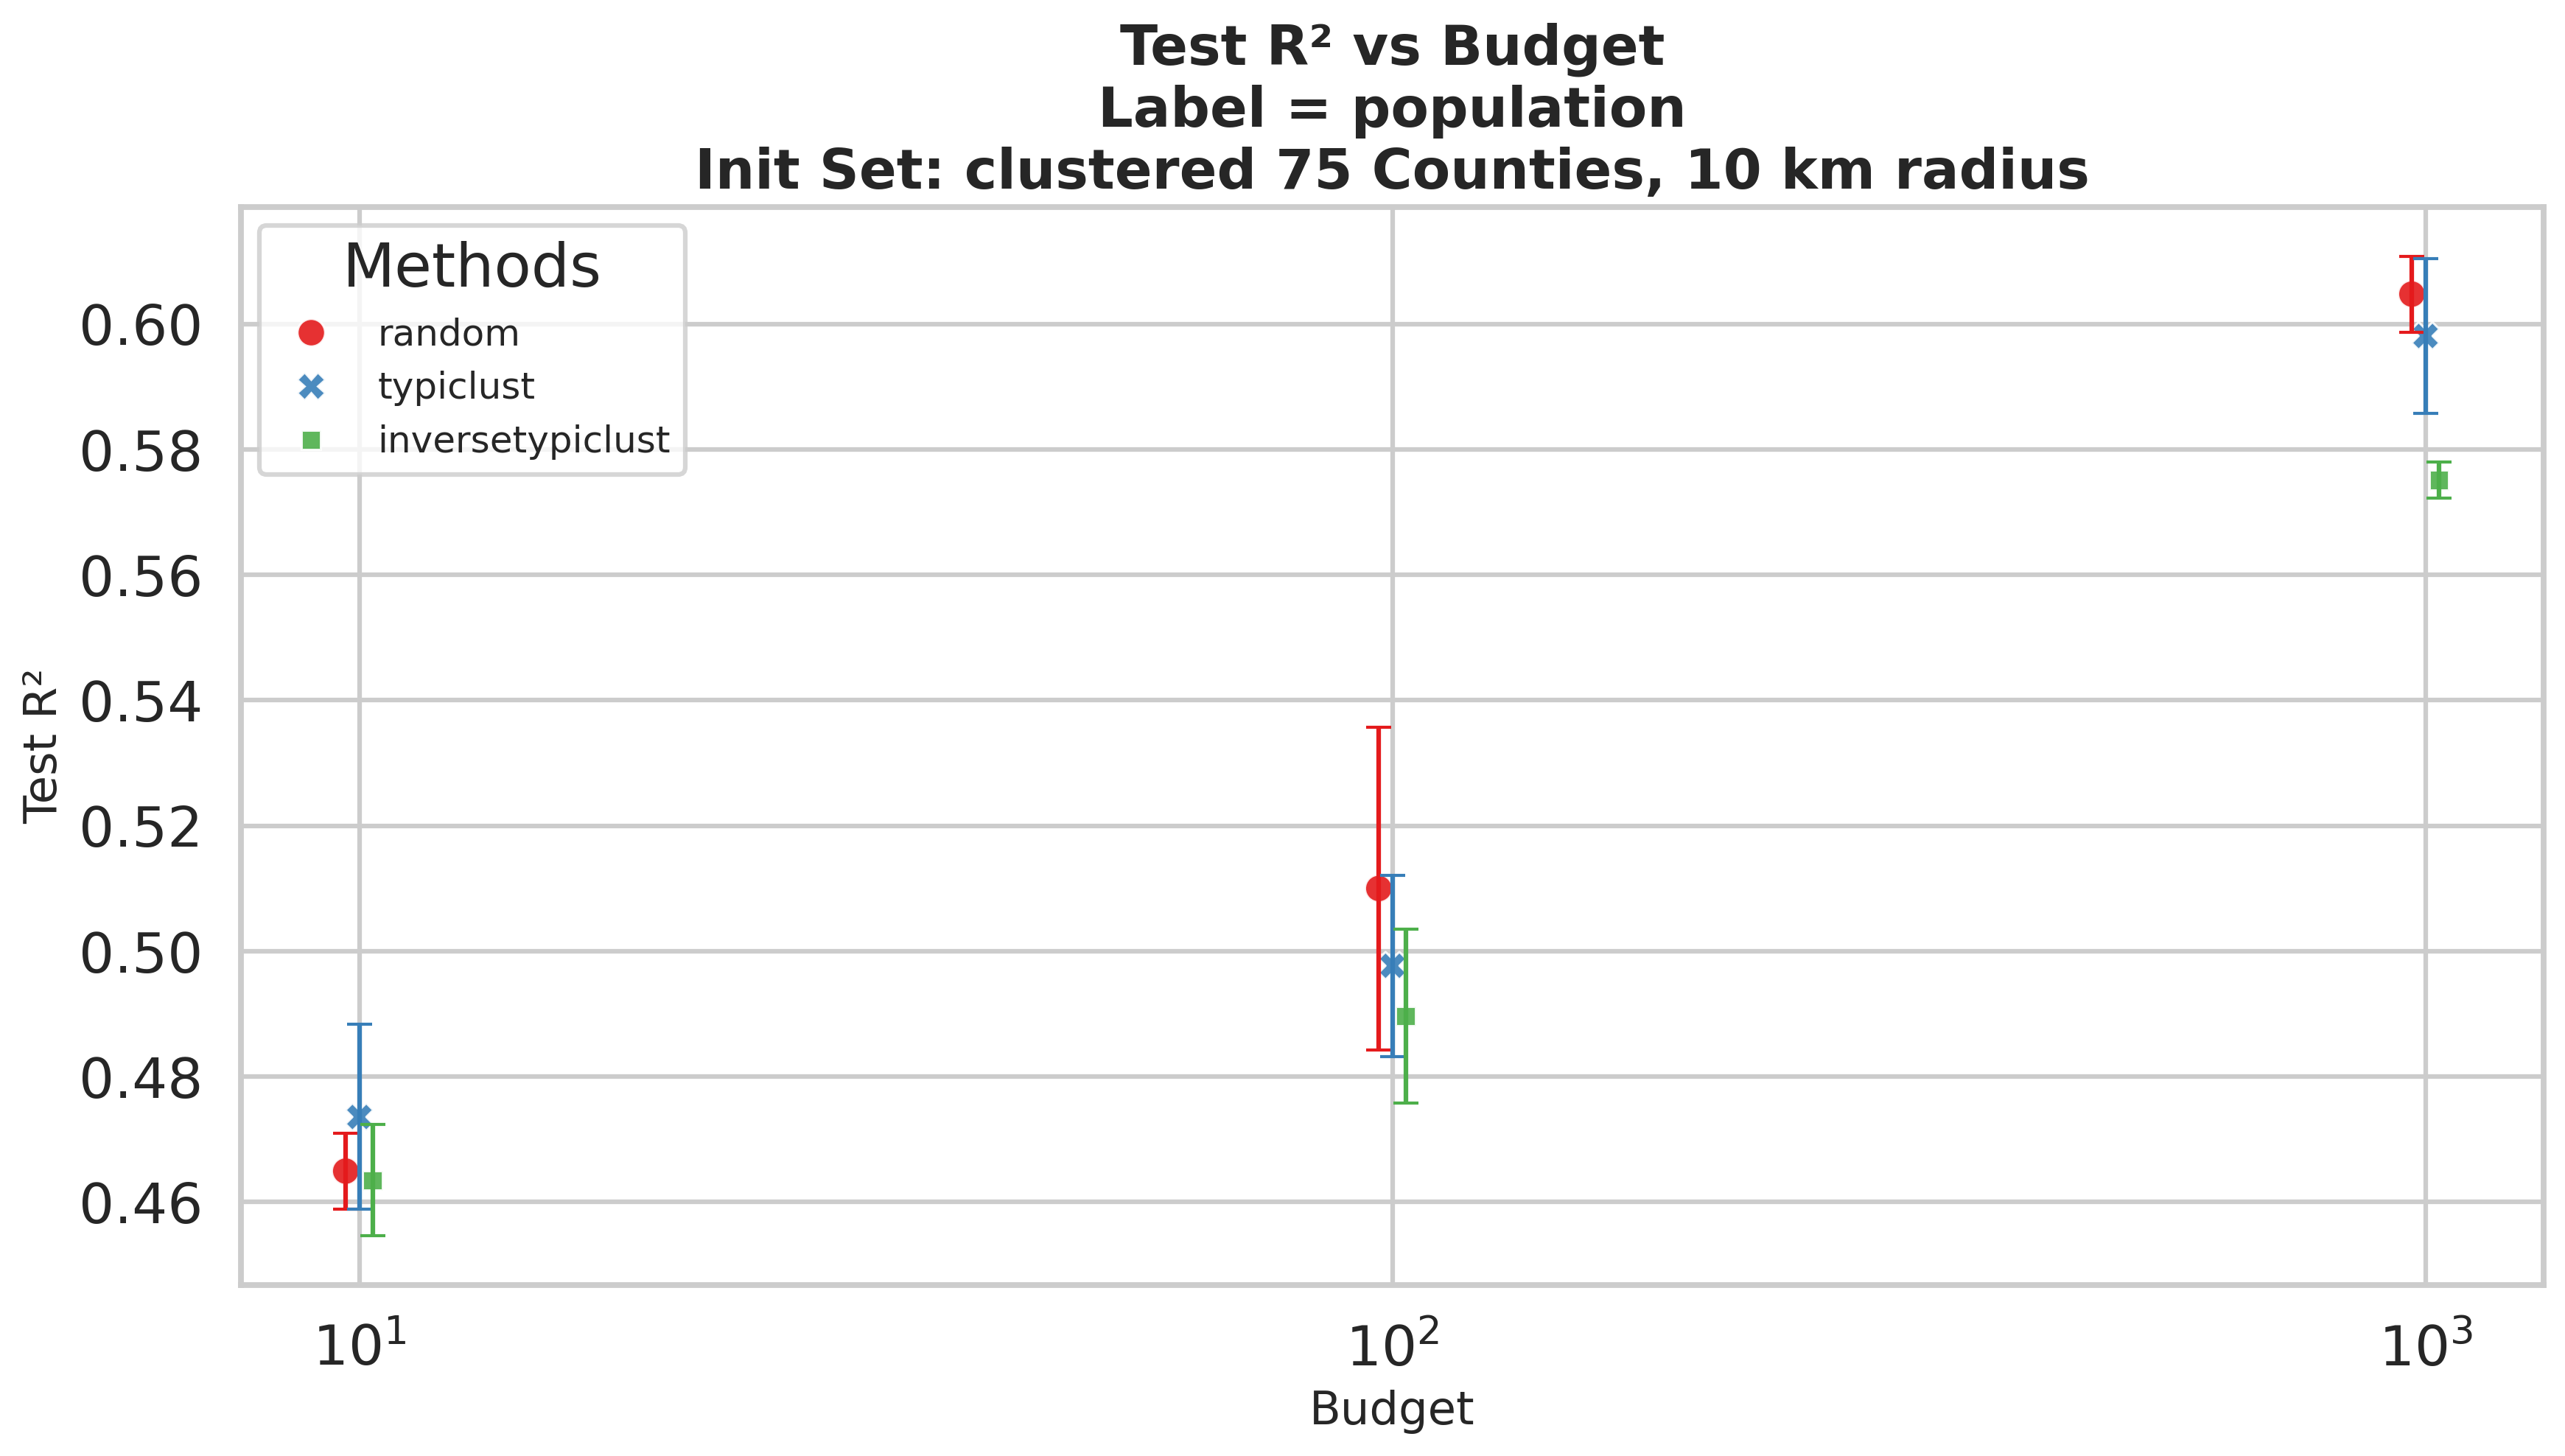 Test R² vs Budget
Label = population
Init Set: clustered 75 Counties, 10 km radius
Methods
random
typiclust
inversetypiclust
Test R²
0.60
0.58
0.56
0.54
0.52
0.50
0.48
0.46
10¹ 10² 10³
Budget